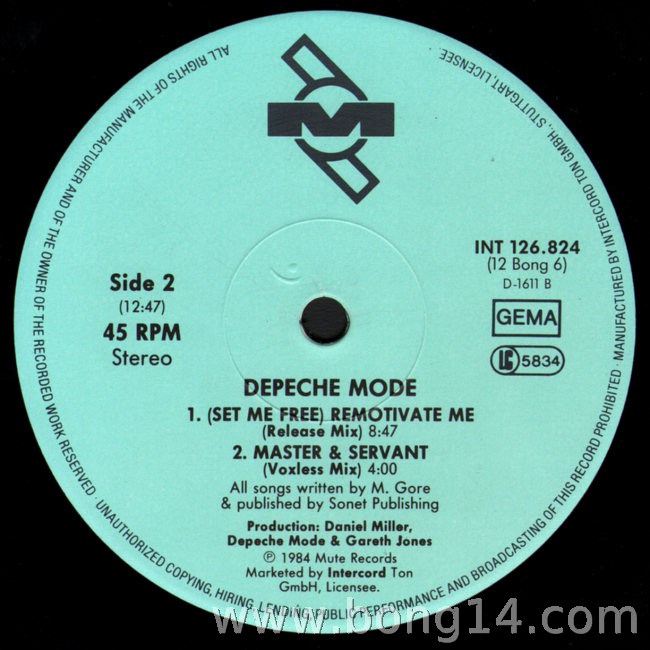 M
INT 126.824
(12 Bong 6)
D-1611 B
GEMA
LC 5834
Side 2
(12:47)
45 RPM
Stereo
DEPECHE MODE
1. (SET ME FREE) REMOTIVATE ME
(Release Mix) 8:47
2. MASTER & SERVANT
(Voxless Mix) 4:00
All songs written by M. Gore
& published by Sonet Publishing
Production: Daniel Miller,
Depeche Mode & Gareth Jones
℗ 1984 Mute Records
Marketed by Intercord Ton
GmbH, Licensee.
ALL RIGHTS OF THE MANUFACTURER AND OF THE OWNER OF THE RECORDED WORK RESERVED · UNAUTHORIZED COPYING, HIRING, LENDING, PUBLIC PERFORMANCE AND BROADCASTING OF THIS RECORD PROHIBITED · MANUFACTURED BY INTERCORD TON GMBH., STUTTGART, LICENSEE.
www.bong14.com